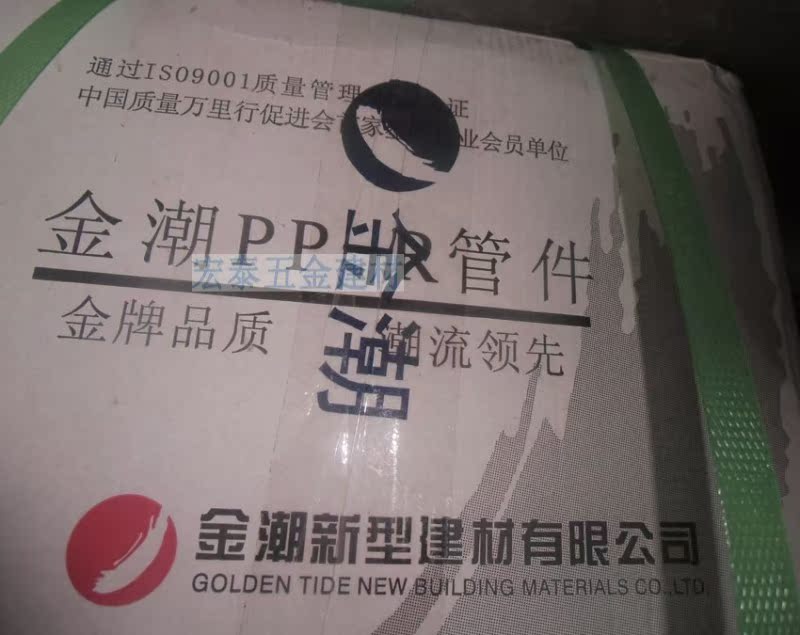 通过ISO9001质量管理 证
中国质量万里行促进会 业会员单位
金潮PP-R管件
宏泰五金建材
金潮
金牌品质 潮流领先
金潮新型建材有限公司
GOLDEN TIDE NEW BUILDING MATERIALS CO.,LTD.